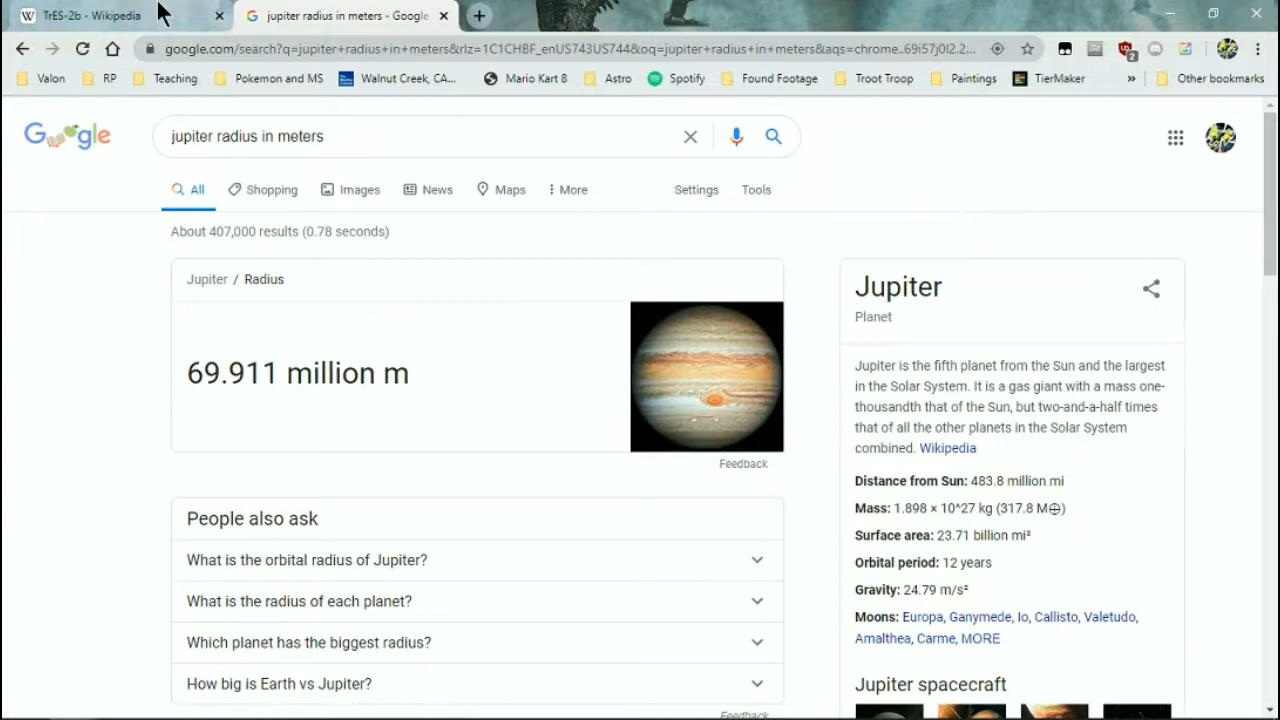 TrES-2b - Wikipedia
jupiter radius in meters - Google
google.com/search?q=jupiter+radius+in+meters&rlz=1C1CHBF_enUS743US744&oq=jupiter+radius+in+meters&aqs=chrome..69i57j0l2.2...
2
Valon
RP
Teaching
Pokemon and MS
Walnut Creek, CA...
Mario Kart 8
Astro
Spotify
Found Footage
Troot Troop
Paintings
TierMaker
»
Other bookmarks
Google
jupiter radius in meters
All
Shopping
Images
News
Maps
More
Settings
Tools
About 407,000 results (0.78 seconds)
Jupiter / Radius
69.911 million m
Feedback
People also ask
What is the orbital radius of Jupiter?
What is the radius of each planet?
Which planet has the biggest radius?
How big is Earth vs Jupiter?
Feedback
Jupiter
Planet
Jupiter is the fifth planet from the Sun and the largest
in the Solar System. It is a gas giant with a mass one-
thousandth that of the Sun, but two-and-a-half times
that of all the other planets in the Solar System
combined. Wikipedia
Distance from Sun: 483.8 million mi
Mass: 1.898 × 10^27 kg (317.8 M⊕)
Surface area: 23.71 billion mi²
Orbital period: 12 years
Gravity: 24.79 m/s²
Moons: Europa, Ganymede, Io, Callisto, Valetudo,
Amalthea, Carme, MORE
Jupiter spacecraft